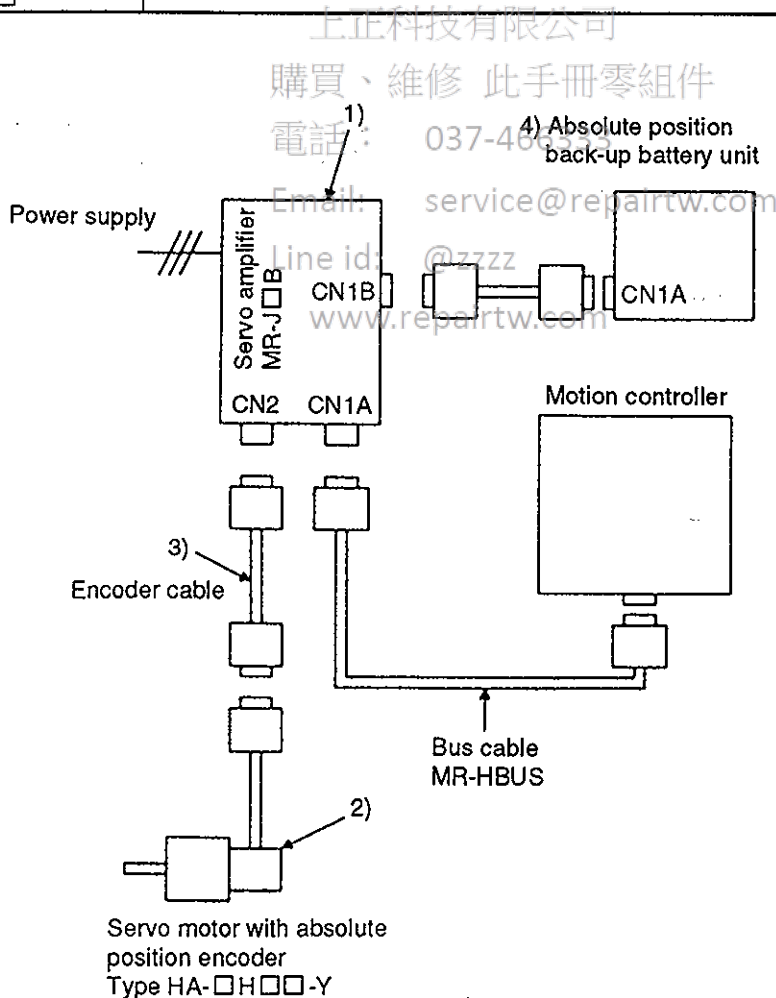 上正科技有限公司
購買、維修 此手冊零組件
電話： 037-466333
Email: service@repairtw.com
Line id: @zzzz
www.repairtw.com
1)
4) Absolute position
back-up battery unit
Power supply
Servo amplifier
MR-J□B
CN1B
CN1A
CN2 CN1A
Motion controller
3)
Encoder cable
Bus cable
MR-HBUS
2)
Servo motor with absolute
position encoder
Type HA-□H□□-Y